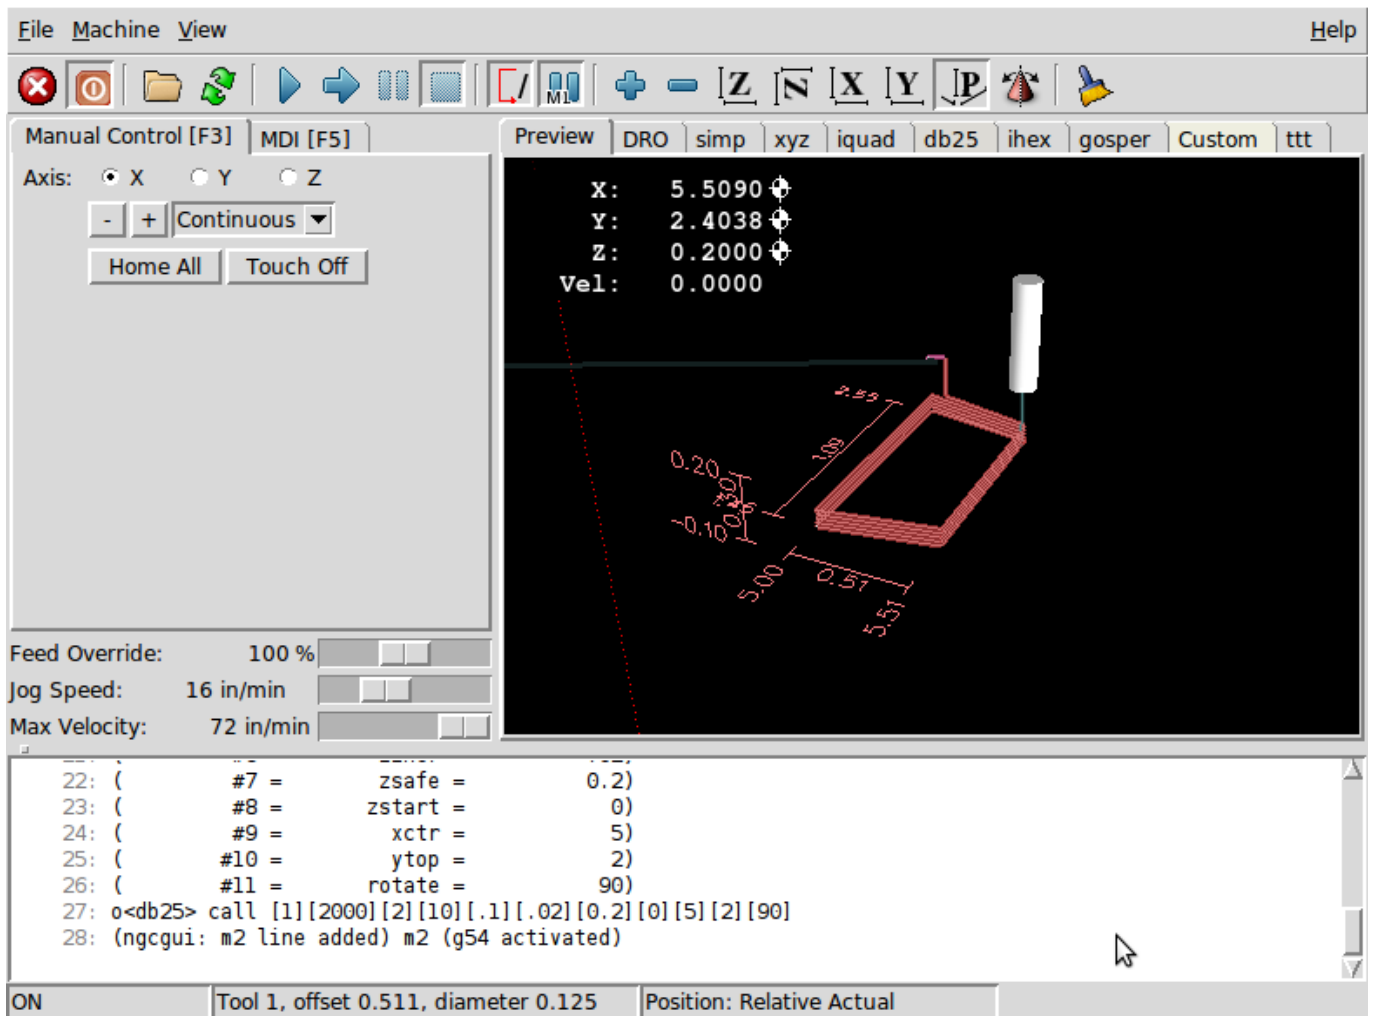 File Machine View Help
M1 Z N X Y P
Manual Control [F3] MDI [F5] Preview DRO simp xyz iquad db25 ihex gosper Custom ttt
Axis: X Y Z
- + Continuous
Home All Touch Off
X: 5.5090
Y: 2.4038
Z: 0.2000
Vel: 0.0000
0.20
-0.10
5.00
0.51
5.51
Feed Override: 100 %
Jog Speed: 16 in/min
Max Velocity: 72 in/min
22: ( #7 = zsafe = 0.2)
23: ( #8 = zstart = 0)
24: ( #9 = xctr = 5)
25: ( #10 = ytop = 2)
26: ( #11 = rotate = 90)
27: o<db25> call [1][2000][2][10][.1][.02][0.2][0][5][2][90]
28: (ngcgui: m2 line added) m2 (g54 activated)
ON Tool 1, offset 0.511, diameter 0.125 Position: Relative Actual